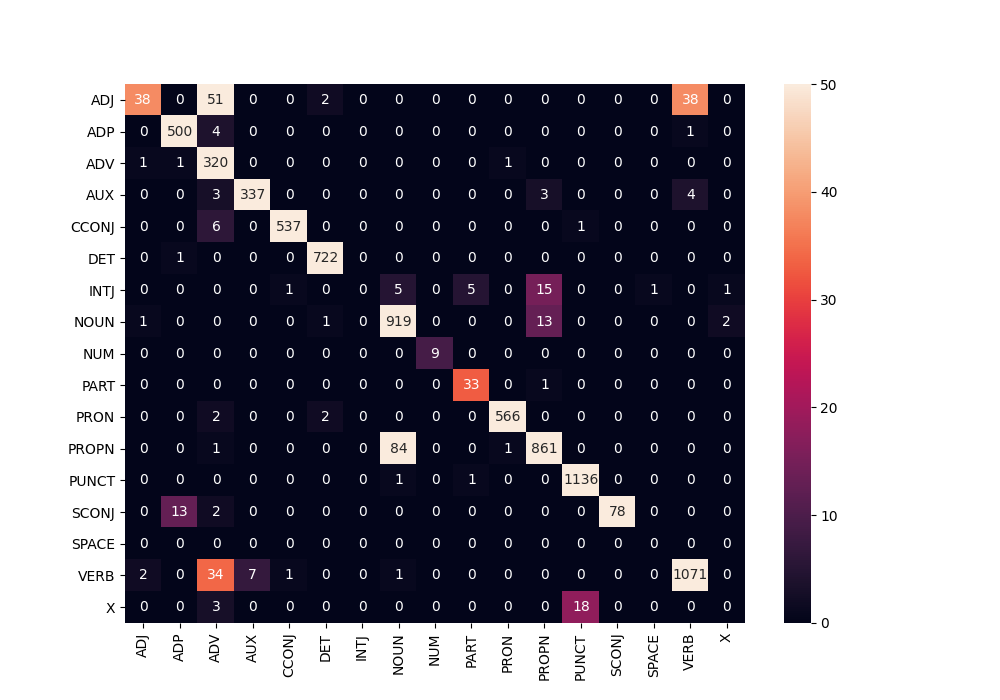 ADJ 38 0 51 0 0 2 0 0 0 0 0 0 0 0 0 38 0
ADP 0 500 4 0 0 0 0 0 0 0 0 0 0 0 0 1 0
ADV 1 1 320 0 0 0 0 0 0 0 1 0 0 0 0 0 0
AUX 0 0 3 337 0 0 0 0 0 0 0 3 0 0 0 4 0
CCONJ 0 0 6 0 537 0 0 0 0 0 0 0 1 0 0 0 0
DET 0 1 0 0 0 722 0 0 0 0 0 0 0 0 0 0 0
INTJ 0 0 0 0 1 0 0 5 0 5 0 15 0 0 1 0 1
NOUN 1 0 0 0 0 1 0 919 0 0 0 13 0 0 0 0 2
NUM 0 0 0 0 0 0 0 0 9 0 0 0 0 0 0 0 0
PART 0 0 0 0 0 0 0 0 0 33 0 1 0 0 0 0 0
PRON 0 0 2 0 0 2 0 0 0 0 566 0 0 0 0 0 0
PROPN 0 0 1 0 0 0 0 84 0 0 1 861 0 0 0 0 0
PUNCT 0 0 0 0 0 0 0 1 0 1 0 0 1136 0 0 0 0
SCONJ 0 13 2 0 0 0 0 0 0 0 0 0 0 78 0 0 0
SPACE 0 0 0 0 0 0 0 0 0 0 0 0 0 0 0 0 0
VERB 2 0 34 7 1 0 0 1 0 0 0 0 0 0 0 1071 0
X 0 0 3 0 0 0 0 0 0 0 0 0 18 0 0 0 0
ADJ ADP ADV AUX CCONJ DET INTJ NOUN NUM PART PRON PROPN PUNCT SCONJ SPACE VERB X
50
40
30
20
10
0